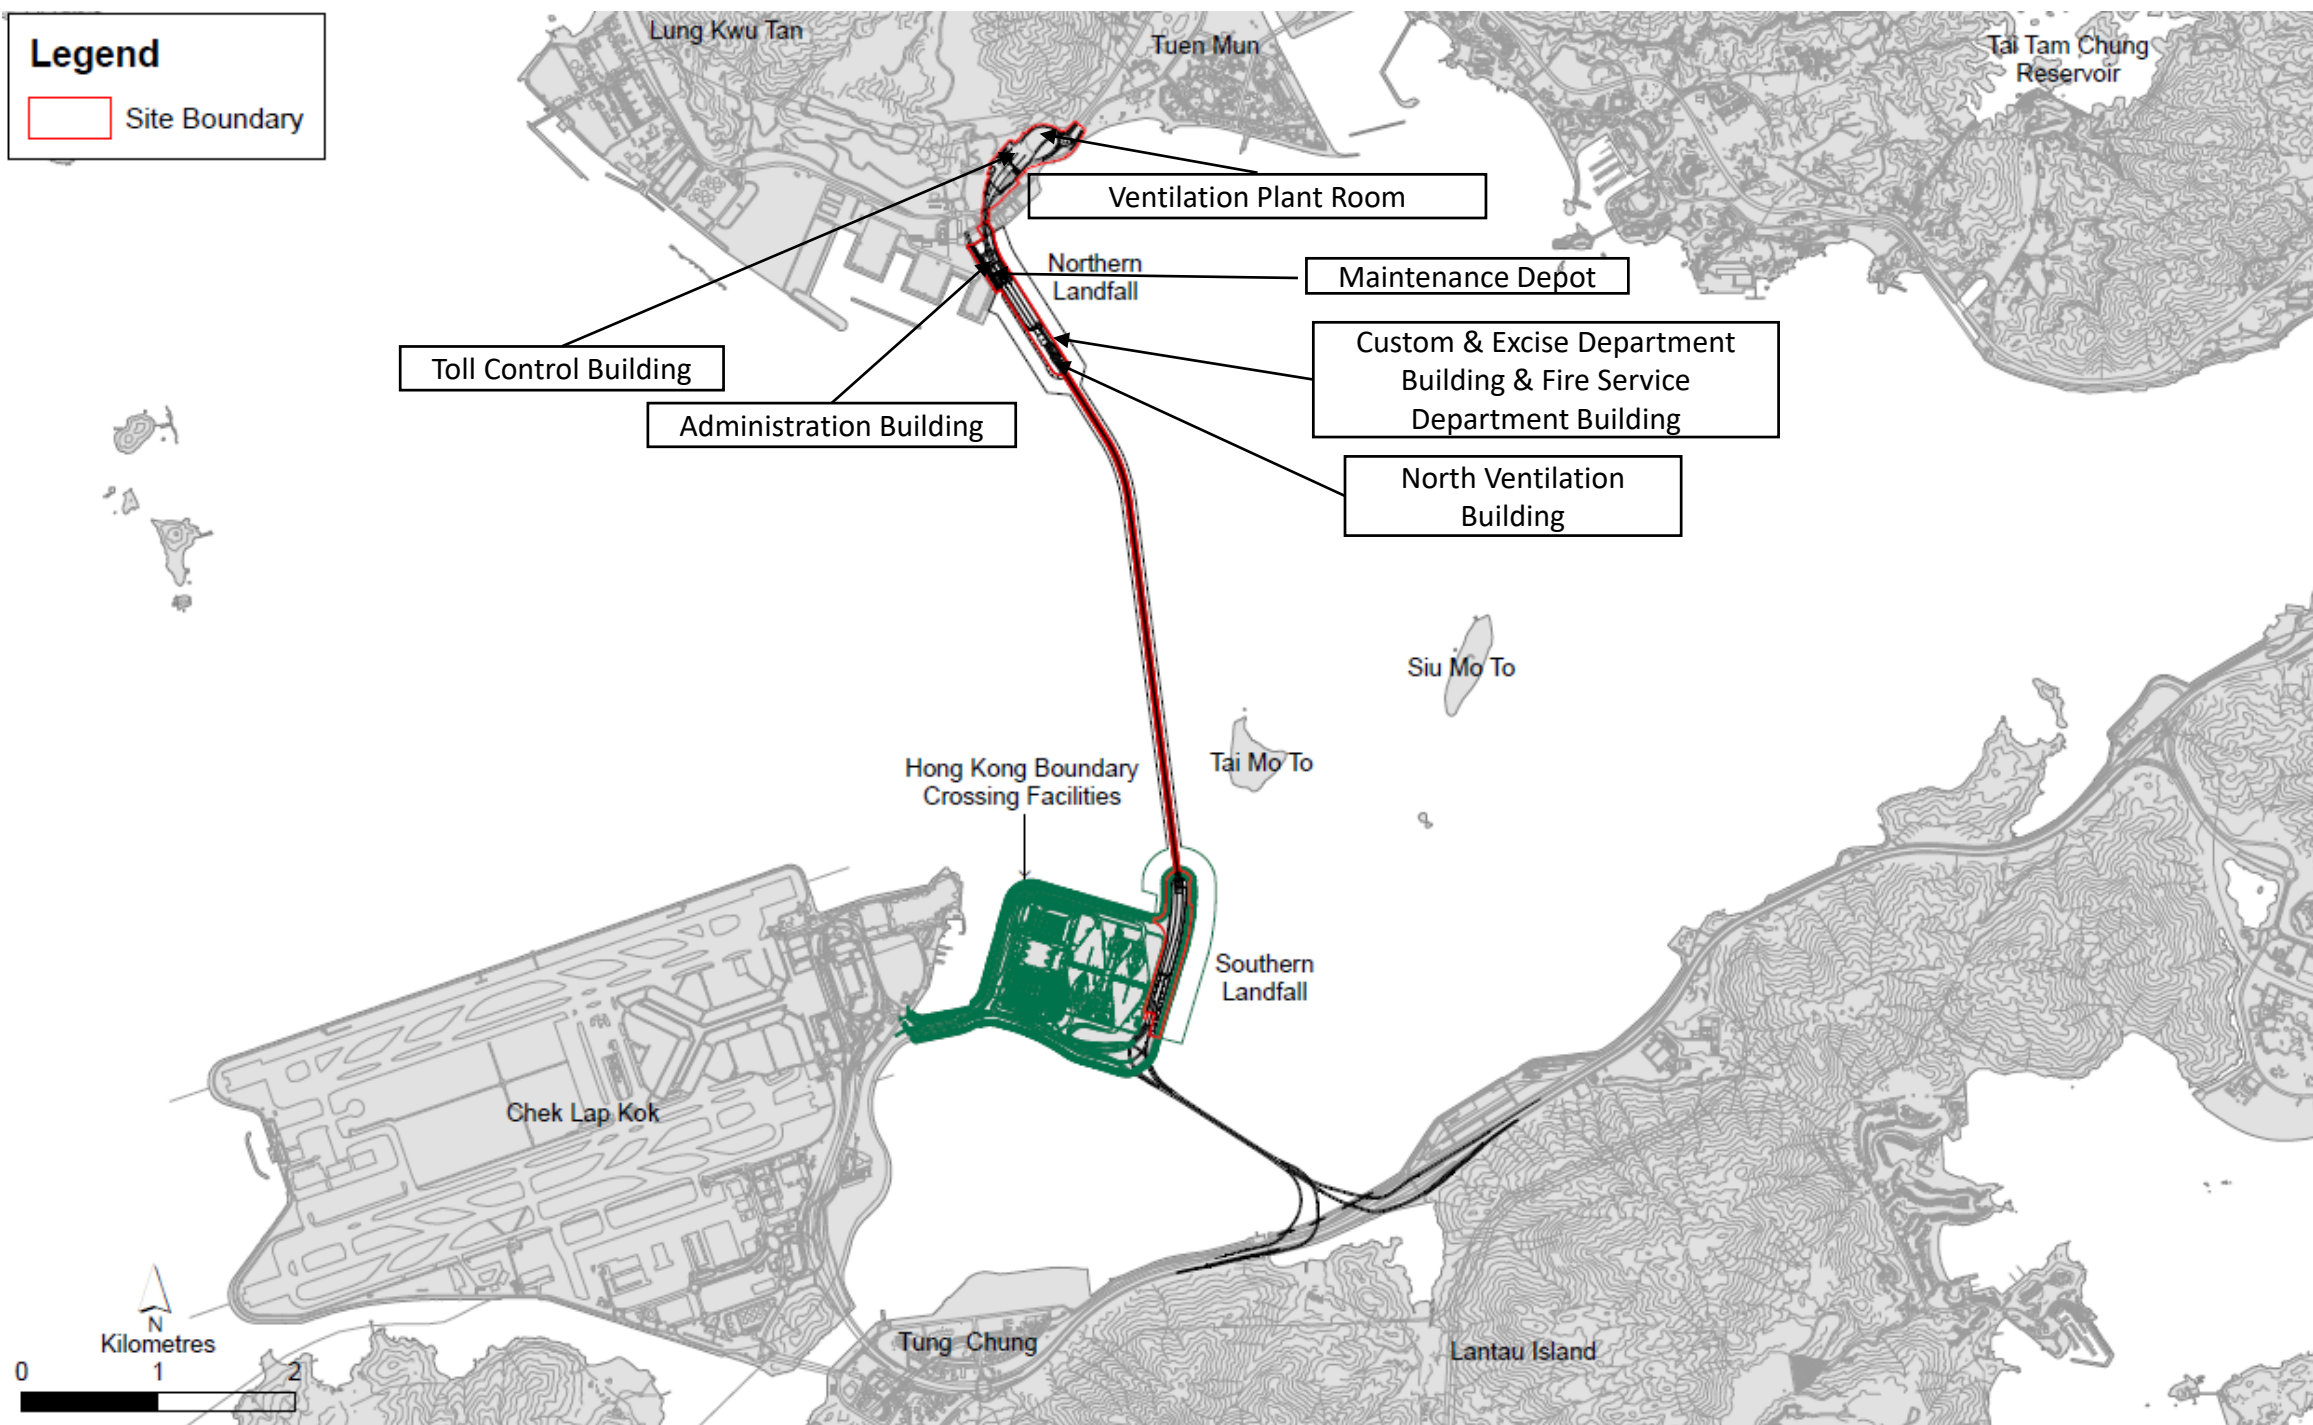 Legend
Site Boundary
Lung Kwu Tan
Tuen Mun
Tai Tam Chung
Reservoir
Ventilation Plant Room
Northern
Landfall
Maintenance Depot
Toll Control Building
Custom & Excise Department
Building & Fire Service
Department Building
Administration Building
North Ventilation
Building
Siu Mo To
Tai Mo To
Hong Kong Boundary
Crossing Facilities
Southern
Landfall
Chek Lap Kok
Tung Chung
Lantau Island
N
Kilometres
0 1 2